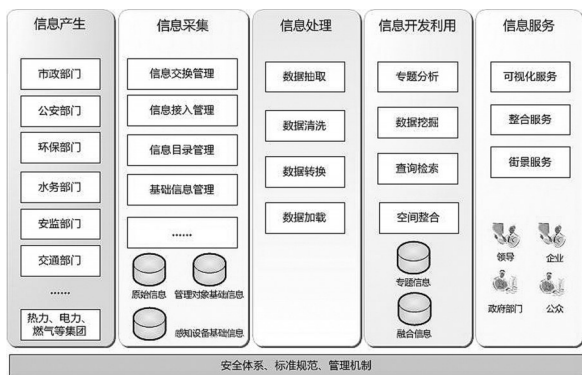 信息产生
市政部门
公安部门
环保部门
水务部门
安监部门
交通部门
……
热力、电力、
燃气等集团
信息采集
信息交换管理
信息接入管理
信息目录管理
基础信息管理
……
原始信息
管理对象基础信息
感知设备基础信息
信息处理
数据抽取
数据清洗
数据转换
数据加载
信息开发利用
专题分析
数据挖掘
查询检索
空间整合
专题信息
融合信息
信息服务
可视化服务
整合服务
街景服务
领导
企业
政府部门
公众
安全体系、标准规范、管理机制